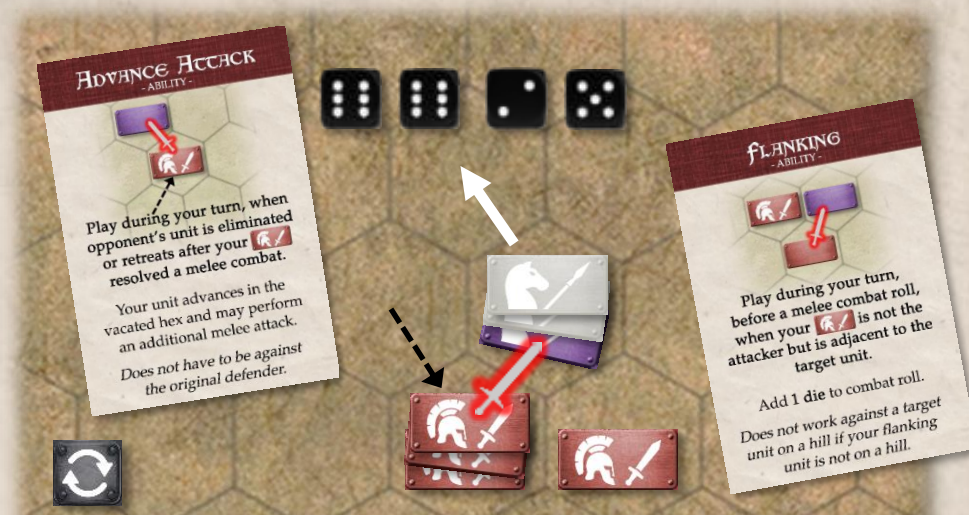 ADVANCE ATTACK
- ABILITY -
Play during your turn, when
opponent's unit is eliminated
or retreats after your
resolved a melee combat.
Your unit advances in the
vacated hex and may perform
an additional melee attack.
Does not have to be against
the original defender.
FLANKING
- ABILITY -
Play during your turn,
before a melee combat roll,
when your is not the
attacker but is adjacent to the
target unit.
Add 1 die to combat roll.
Does not work against a target
unit on a hill if your flanking
unit is not on a hill.